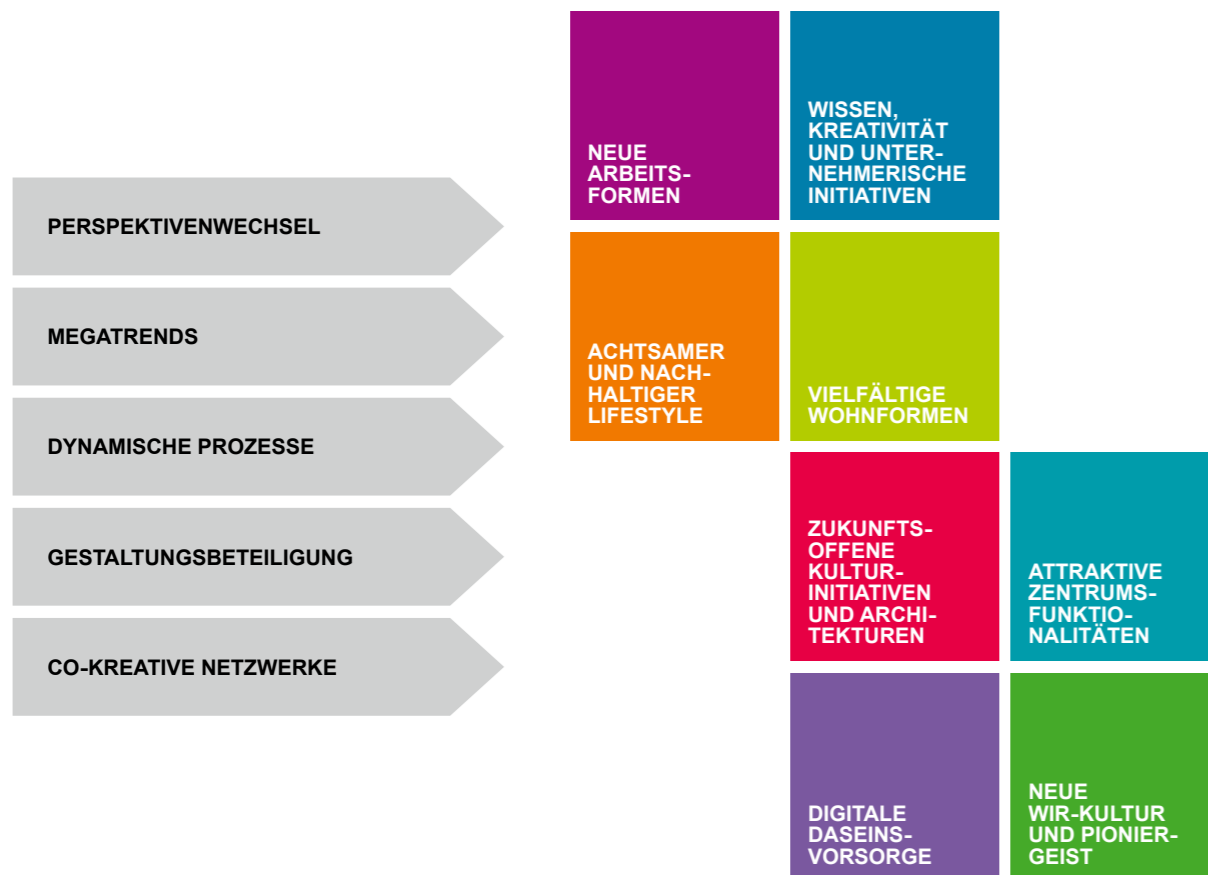 PERSPEKTIVENWECHSEL
MEGATRENDS
DYNAMISCHE PROZESSE
GESTALTUNGSBETEILIGUNG
CO-KREATIVE NETZWERKE
NEUE
ARBEITS-
FORMEN
WISSEN,
KREATIVITÄT
UND UNTER-
NEHMERISCHE
INITIATIVEN
ACHTSAMER
UND NACH-
HALTIGER
LIFESTYLE
VIELFÄLTIGE
WOHNFORMEN
ZUKUNFTS-
OFFENE
KULTUR-
INITIATIVEN
UND ARCHI-
TEKTUREN
ATTRAKTIVE
ZENTRUMS-
FUNKTIO-
NALITÄTEN
DIGITALE
DASEINS-
VORSORGE
NEUE
WIR-KULTUR
UND PIONIER-
GEIST